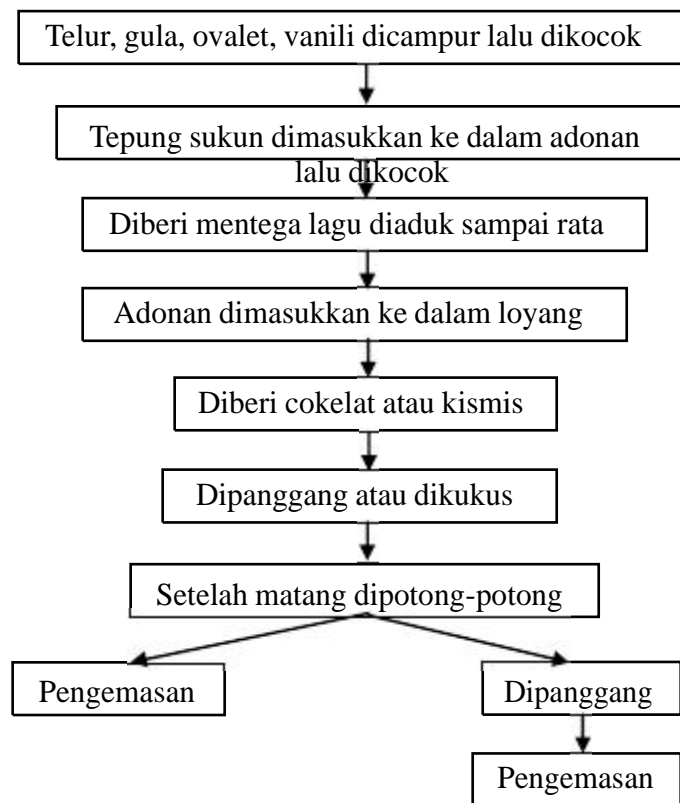 Telur, gula, ovalet, vanili dicampur lalu dikocok
Tepung sukun dimasukkan ke dalam adonan
lalu dikocok
Diberi mentega lagu diaduk sampai rata
Adonan dimasukkan ke dalam loyang
Diberi cokelat atau kismis
Dipanggang atau dikukus
Setelah matang dipotong-potong
Pengemasan
Dipanggang
Pengemasan